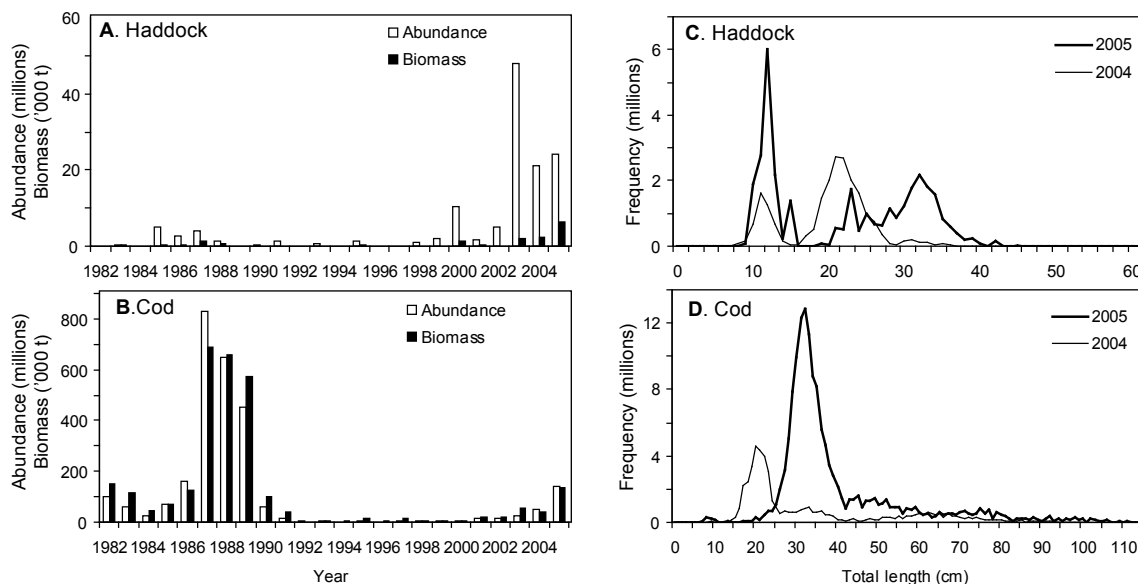 A. Haddock
Abundance
Biomass
Abundance (millions)
Biomass ('000 t)
60
40
20
0
1982 1984 1986 1988 1990 1992 1994 1996 1998 2000 2002 2004
C. Haddock
2005
2004
Frequency (millions)
6
4
2
0
0 10 20 30 40 50 60
B.Cod
Abundance
Biomass
Abundance (millions)
Biomass ('000 t)
800
600
400
200
0
1982 1984 1986 1988 1990 1992 1994 1996 1998 2000 2002 2004
Year
D. Cod
2005
2004
Frequency (millions)
12
8
4
0
0 10 20 30 40 50 60 70 80 90 100 110
Total length (cm)